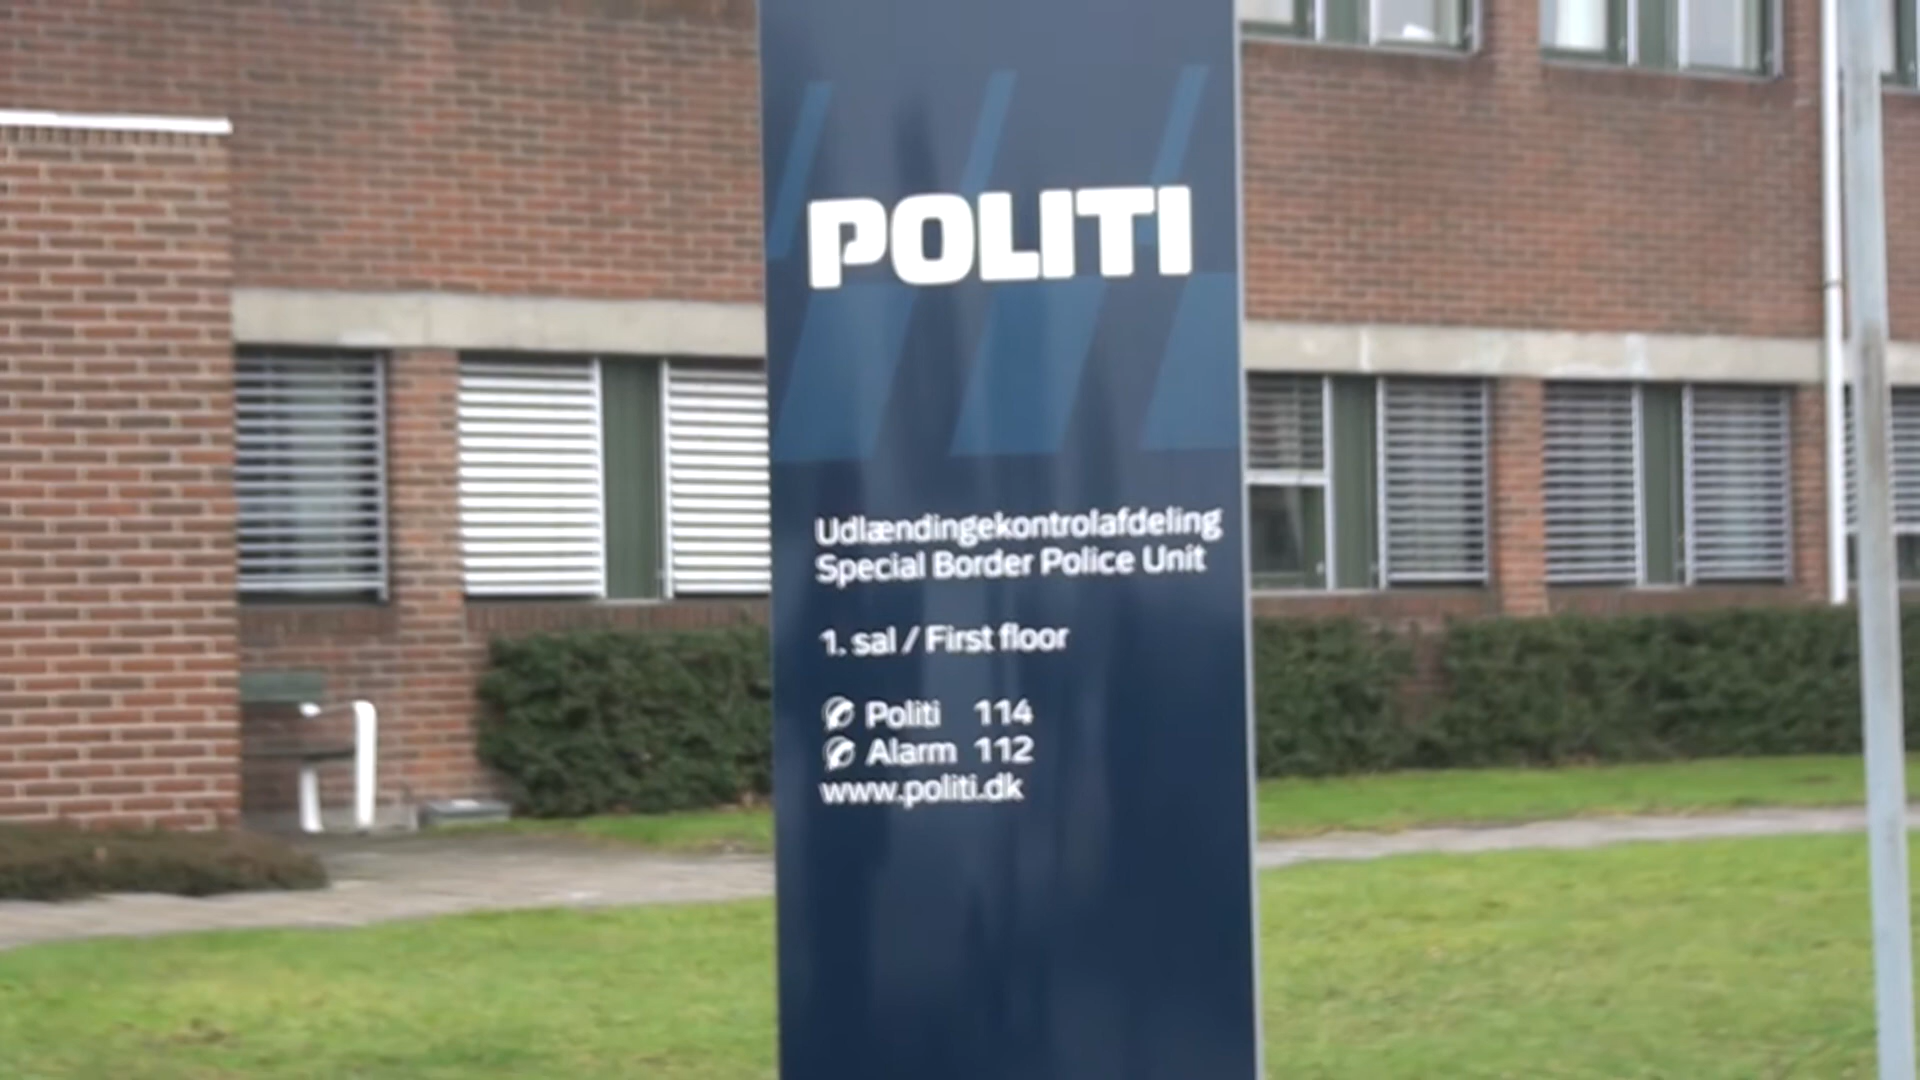 POLITI
Udlændingekontrolafdeling
Special Border Police Unit
1. sal / First floor
✆ Politi 114
✆ Alarm 112
www.politi.dk